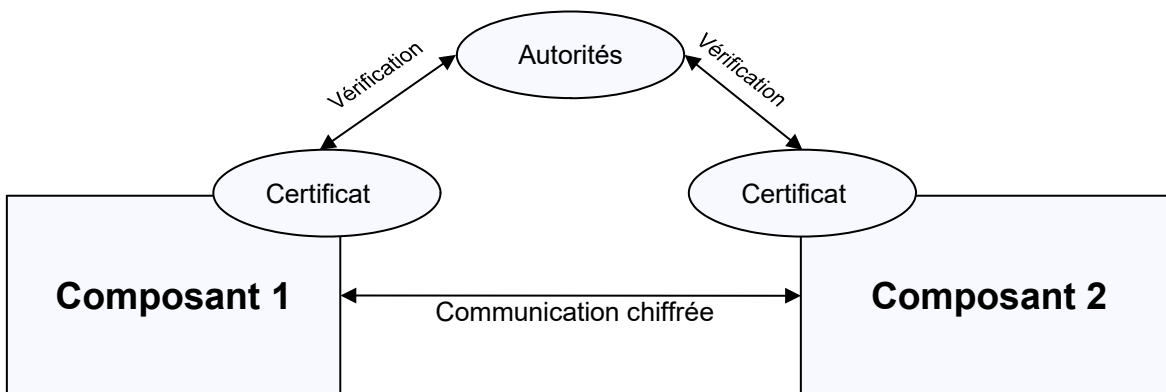 Autorités
Vérification
Vérification
Certificat
Certificat
Composant 1
Communication chiffrée
Composant 2